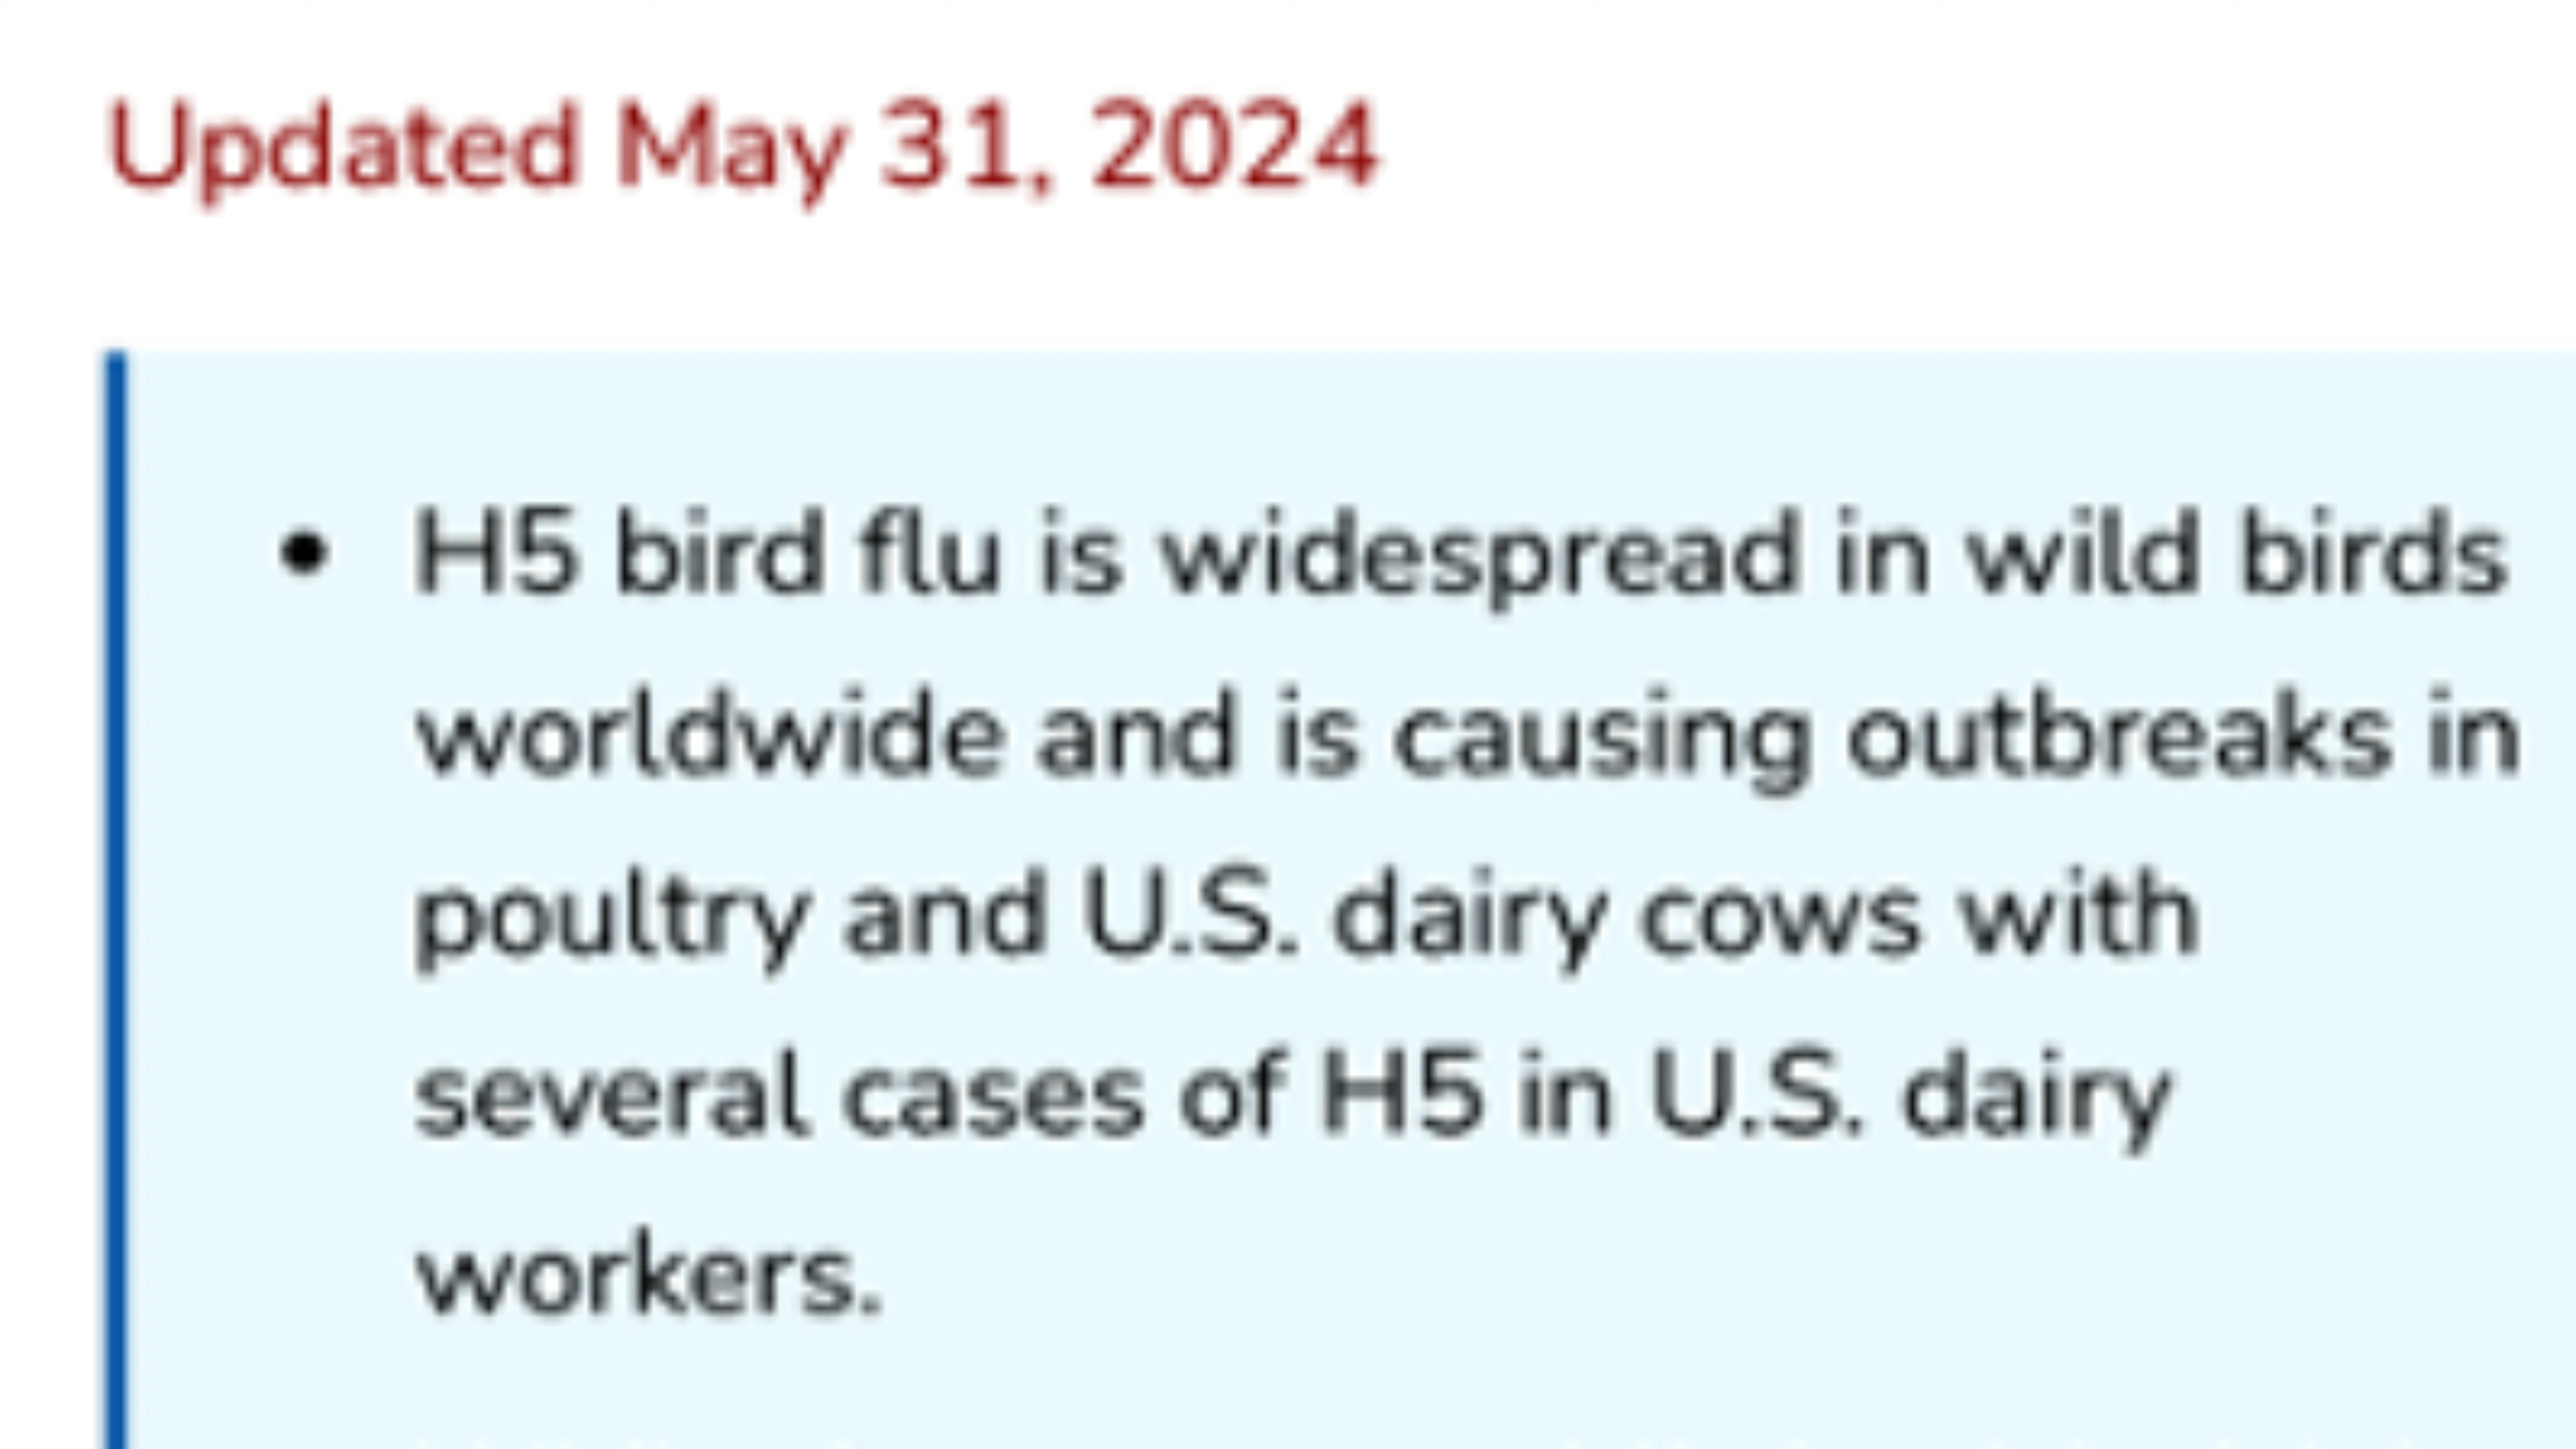 Updated May 31, 2024
• H5 bird flu is widespread in wild birds
worldwide and is causing outbreaks in
poultry and U.S. dairy cows with
several cases of H5 in U.S. dairy
workers.